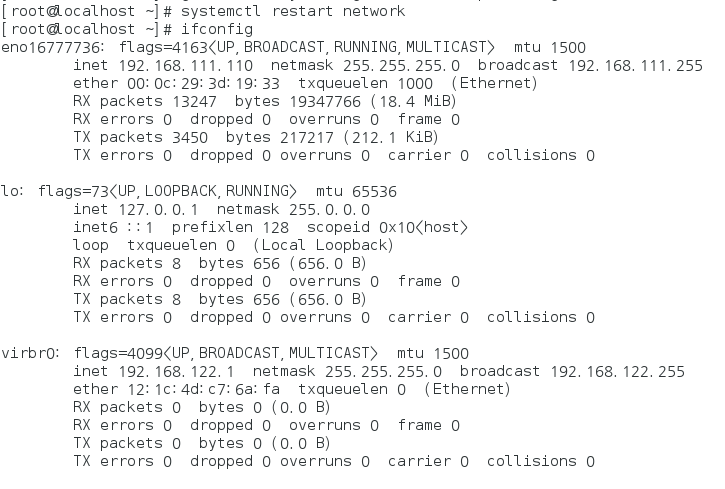 [root@localhost ~]# systemctl restart network
[root@localhost ~]# ifconfig
eno16777736: flags=4163<UP,BROADCAST,RUNNING,MULTICAST>  mtu 1500
        inet 192.168.111.110  netmask 255.255.255.0  broadcast 192.168.111.255
        ether 00:0c:29:3d:19:33  txqueuelen 1000  (Ethernet)
        RX packets 13247  bytes 19347766 (18.4 MiB)
        RX errors 0  dropped 0  overruns 0  frame 0
        TX packets 3450  bytes 217217 (212.1 KiB)
        TX errors 0  dropped 0 overruns 0  carrier 0  collisions 0

lo: flags=73<UP,LOOPBACK,RUNNING>  mtu 65536
        inet 127.0.0.1  netmask 255.0.0.0
        inet6 ::1  prefixlen 128  scopeid 0x10<host>
        loop  txqueuelen 0  (Local Loopback)
        RX packets 8  bytes 656 (656.0 B)
        RX errors 0  dropped 0  overruns 0  frame 0
        TX packets 8  bytes 656 (656.0 B)
        TX errors 0  dropped 0 overruns 0  carrier 0  collisions 0

virbr0: flags=4099<UP,BROADCAST,MULTICAST>  mtu 1500
        inet 192.168.122.1  netmask 255.255.255.0  broadcast 192.168.122.255
        ether 12:1c:4d:c7:6a:fa  txqueuelen 0  (Ethernet)
        RX packets 0  bytes 0 (0.0 B)
        RX errors 0  dropped 0  overruns 0  frame 0
        TX packets 0  bytes 0 (0.0 B)
        TX errors 0  dropped 0 overruns 0  carrier 0  collisions 0